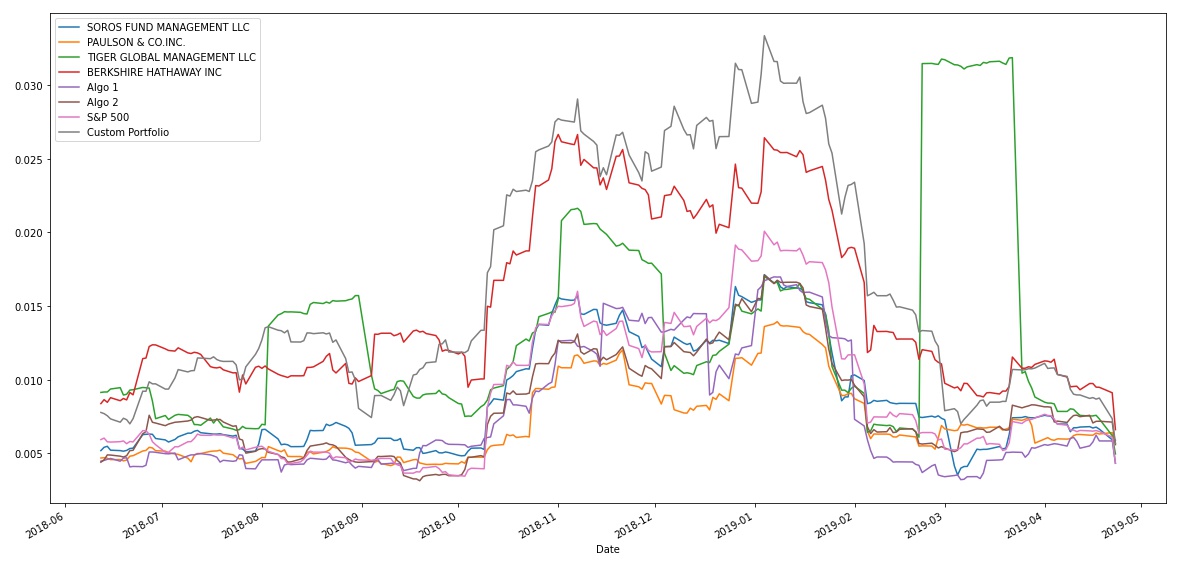 SOROS FUND MANAGEMENT LLC
PAULSON & CO.INC.
TIGER GLOBAL MANAGEMENT LLC
BERKSHIRE HATHAWAY INC
Algo 1
Algo 2
S&P 500
Custom Portfolio
0.030
0.025
0.020
0.015
0.010
0.005
2018-06 2018-07 2018-08 2018-09 2018-10 2018-11 2018-12 2019-01 2019-02 2019-03 2019-04 2019-05
Date